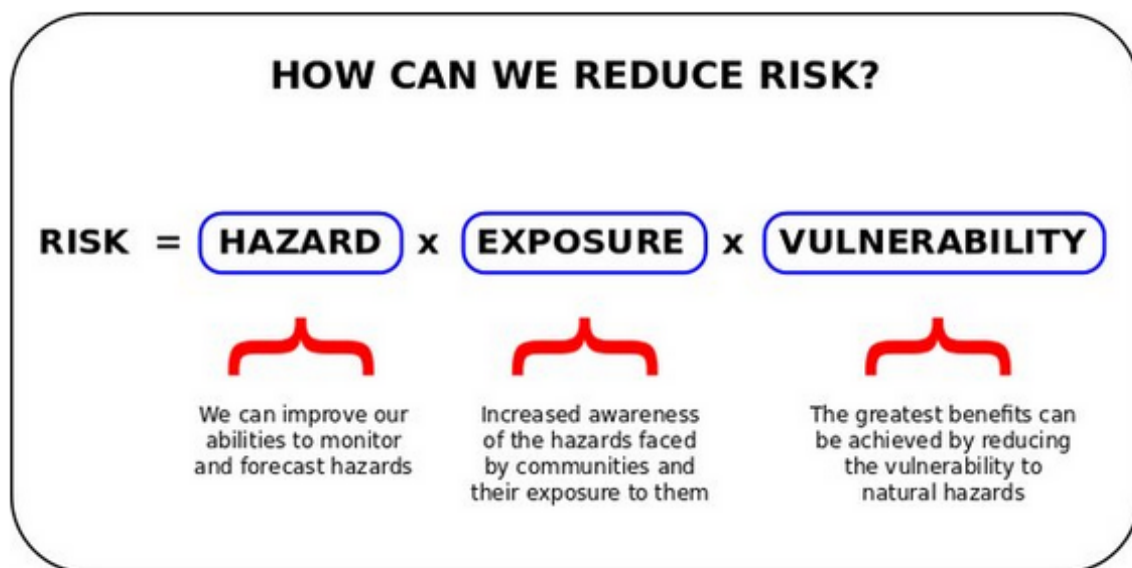 HOW CAN WE REDUCE RISK?
RISK = HAZARD x EXPOSURE x VULNERABILITY
We can improve our
abilities to monitor
and forecast hazards
Increased awareness
of the hazards faced
by communities and
their exposure to them
The greatest benefits can
be achieved by reducing
the vulnerability to
natural hazards